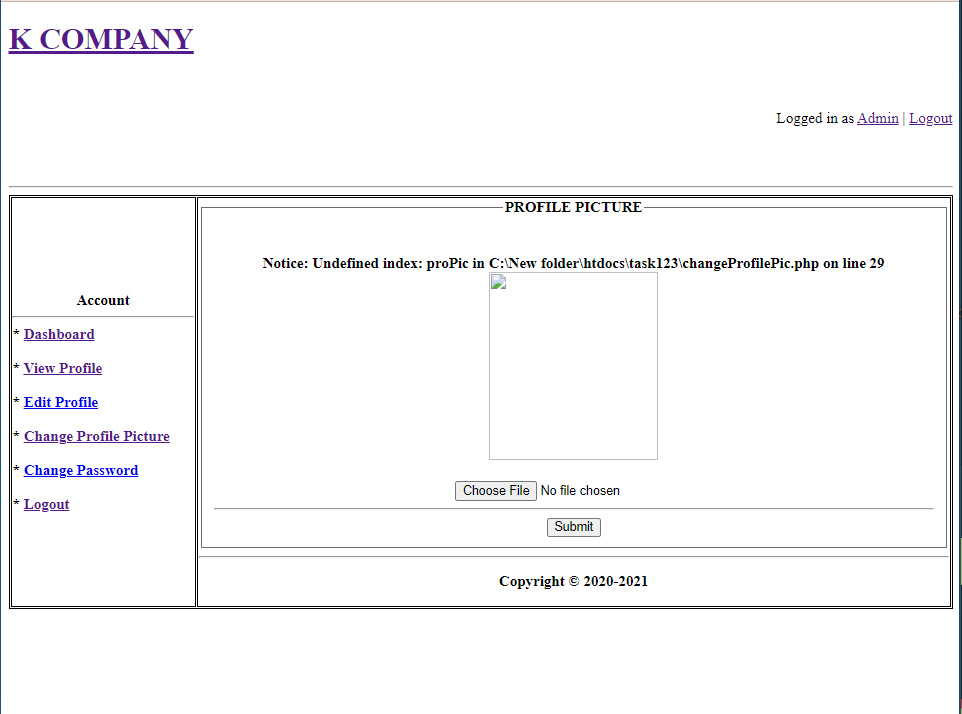 K COMPANY
Logged in as Admin | Logout
Account
* Dashboard
* View Profile
* Edit Profile
* Change Profile Picture
* Change Password
* Logout
PROFILE PICTURE
Notice: Undefined index: proPic in C:\New folder\htdocs\task123\changeProfilePic.php on line 29
Choose File No file chosen
Submit
Copyright © 2020-2021